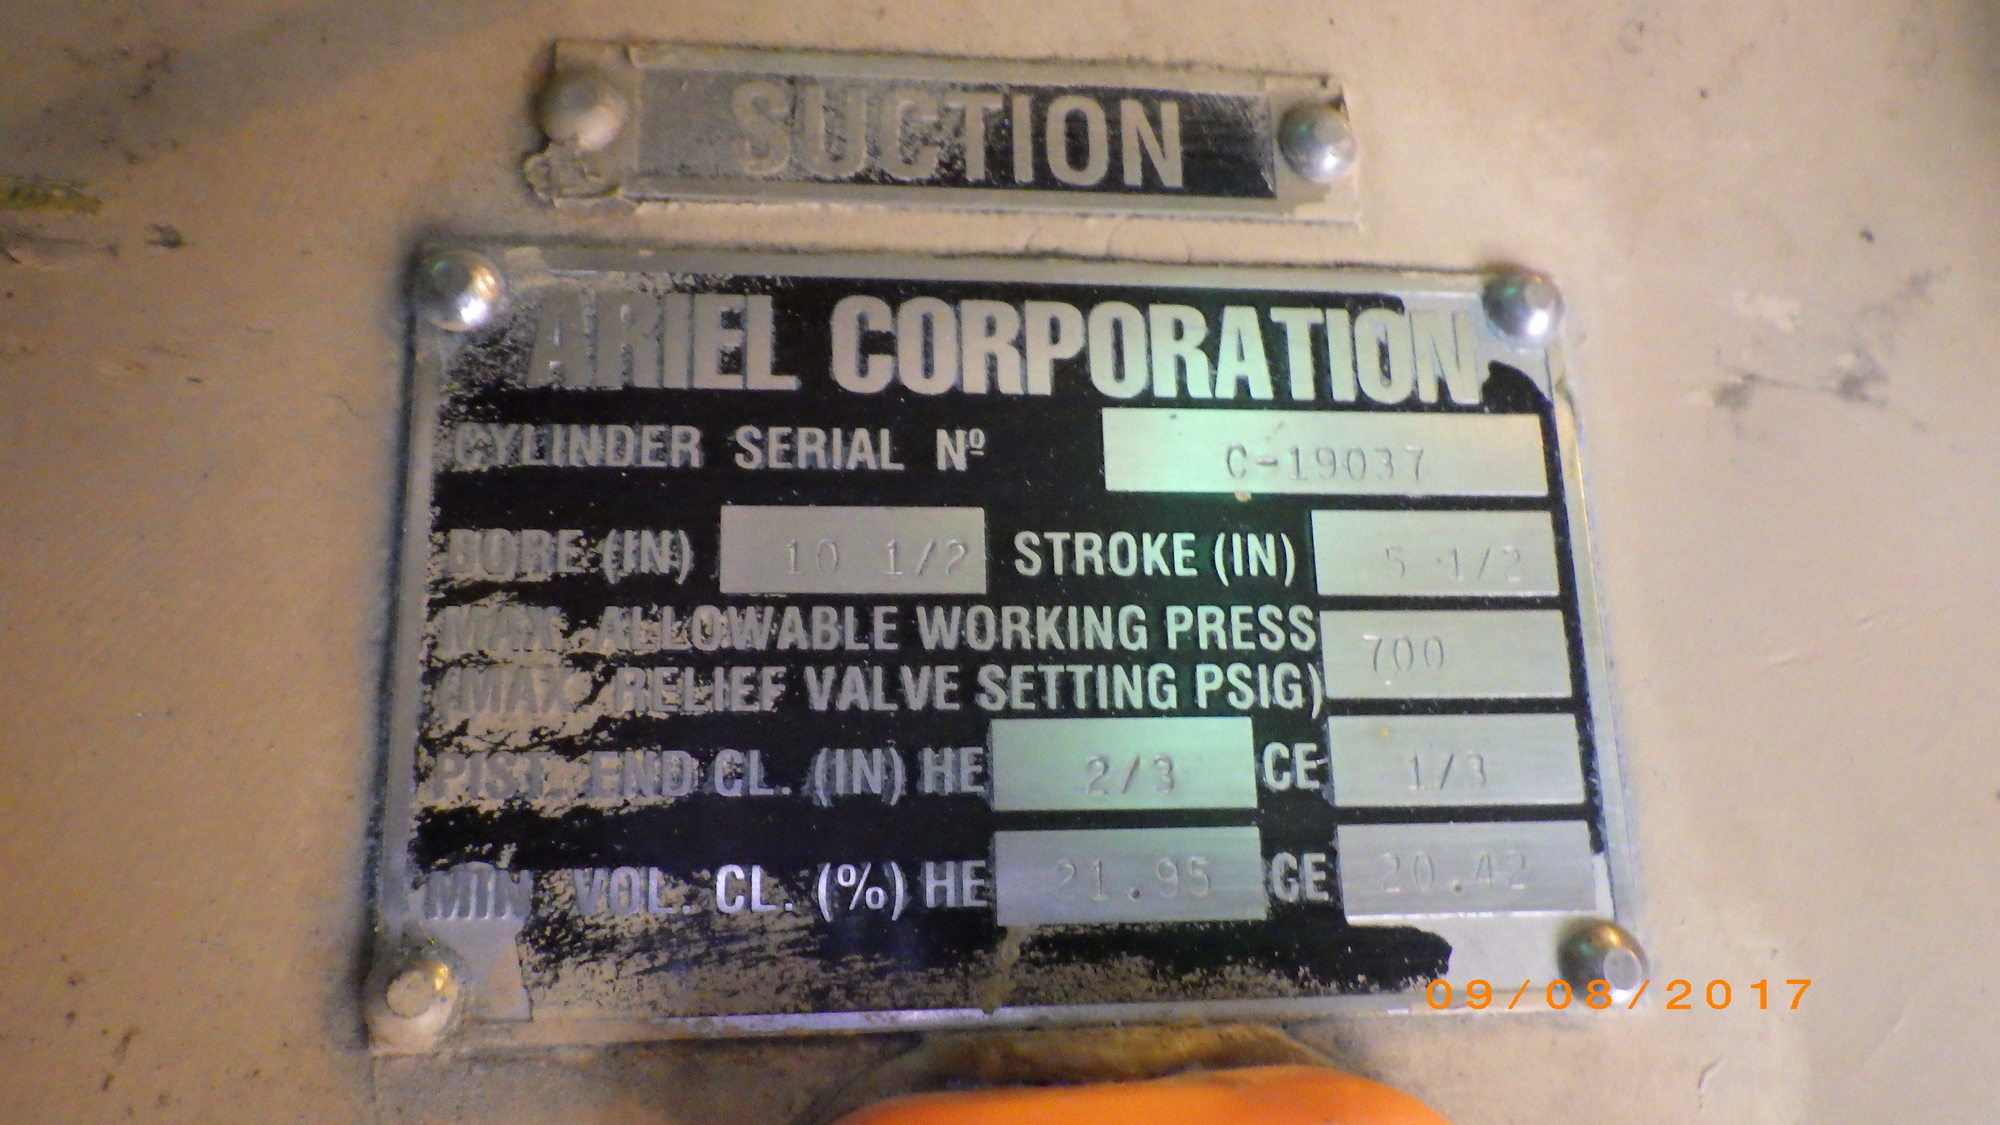 SUCTION
ARIEL CORPORATION
CYLINDER SERIAL Nº C-19037
BORE (IN) 10 1/2 STROKE (IN) 5 1/2
MAX. ALLOWABLE WORKING PRESS 700
(MAX. RELIEF VALVE SETTING PSIG)
PIST. END CL. (IN) HE 2/3 CE 1/3
MIN. VOL. CL. (%) HE 21.95 CE 20.42
09/08/2017